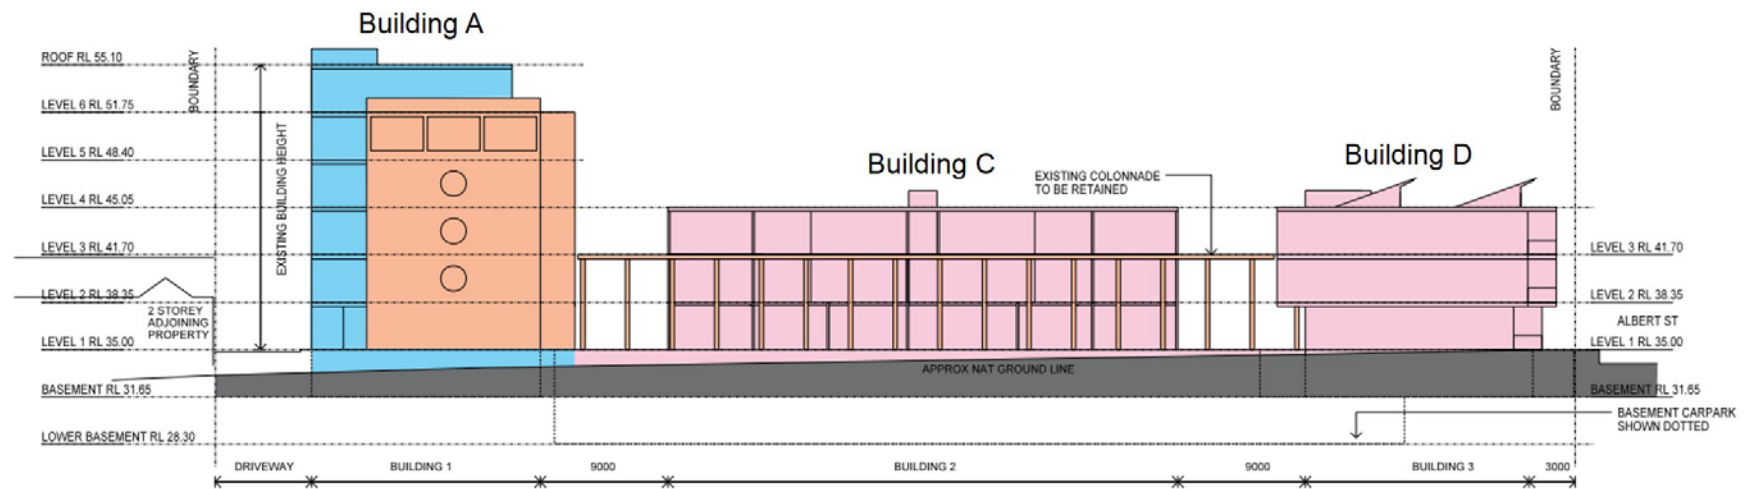 Building A
ROOF RL 55.10
BOUNDARY
BOUNDARY
LEVEL 6 RL 51.75
EXISTING BUILDING HEIGHT
LEVEL 5 RL 48.40
Building C
Building D
EXISTING COLONNADE
TO BE RETAINED
LEVEL 4 RL 45.05
LEVEL 3 RL 41.70
LEVEL 3 RL 41.70
LEVEL 2 RL 38.35
LEVEL 2 RL 38.35
2 STOREY
ADJOINING
PROPERTY
ALBERT ST
LEVEL 1 RL 35.00
LEVEL 1 RL 35.00
APPROX NAT GROUND LINE
BASEMENT RL 31.65
BASEMENT RL 31.65
BASEMENT CARPARK
SHOWN DOTTED
LOWER BASEMENT RL 28.30
DRIVEWAY
BUILDING 1
9000
BUILDING 2
9000
BUILDING 3
3000